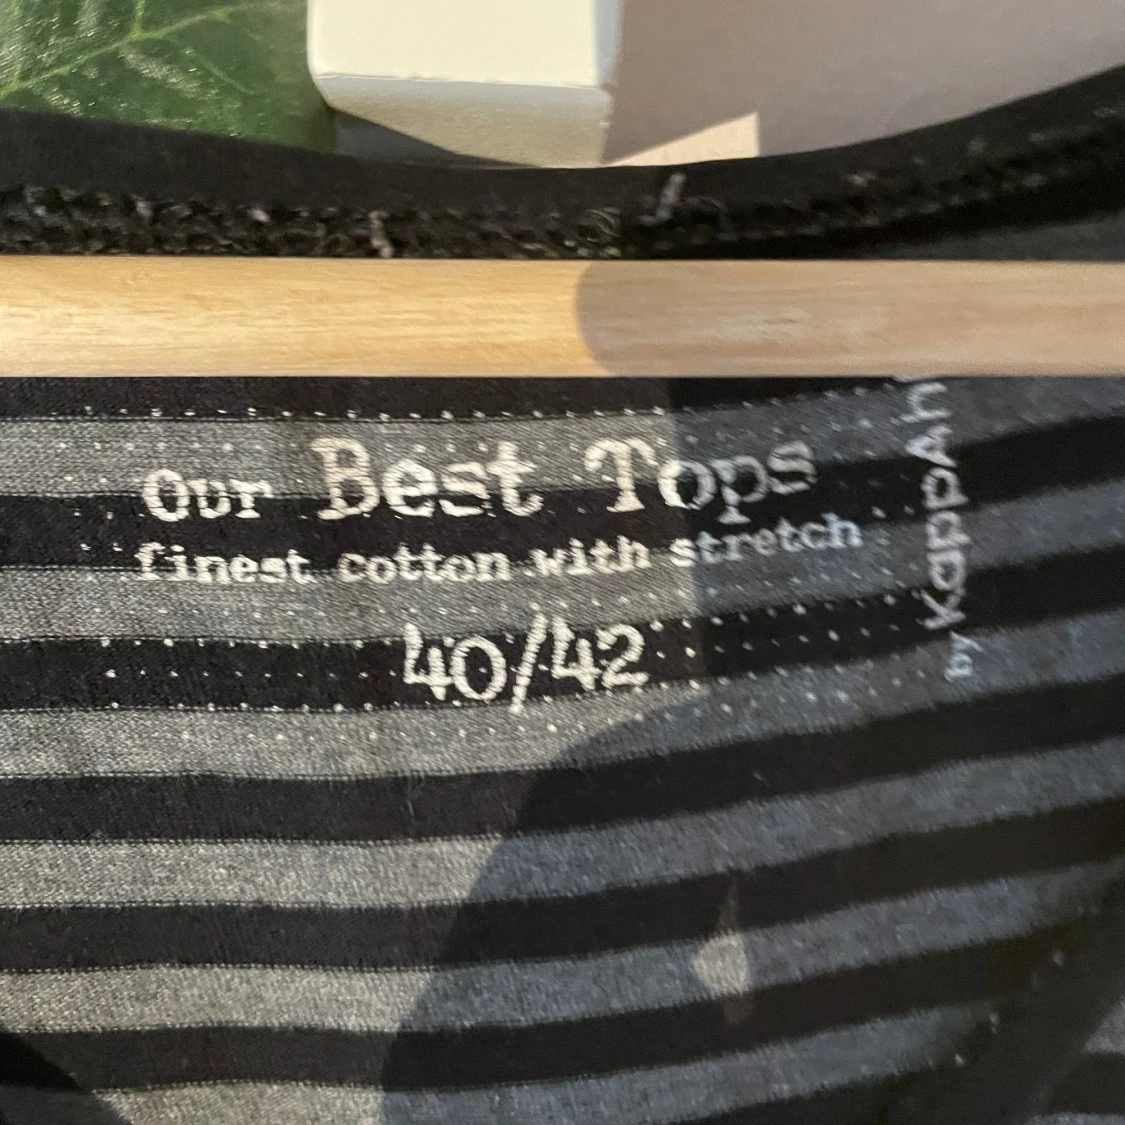 Our Best Tops
finest cotton with stretch
40/42
by KappAh